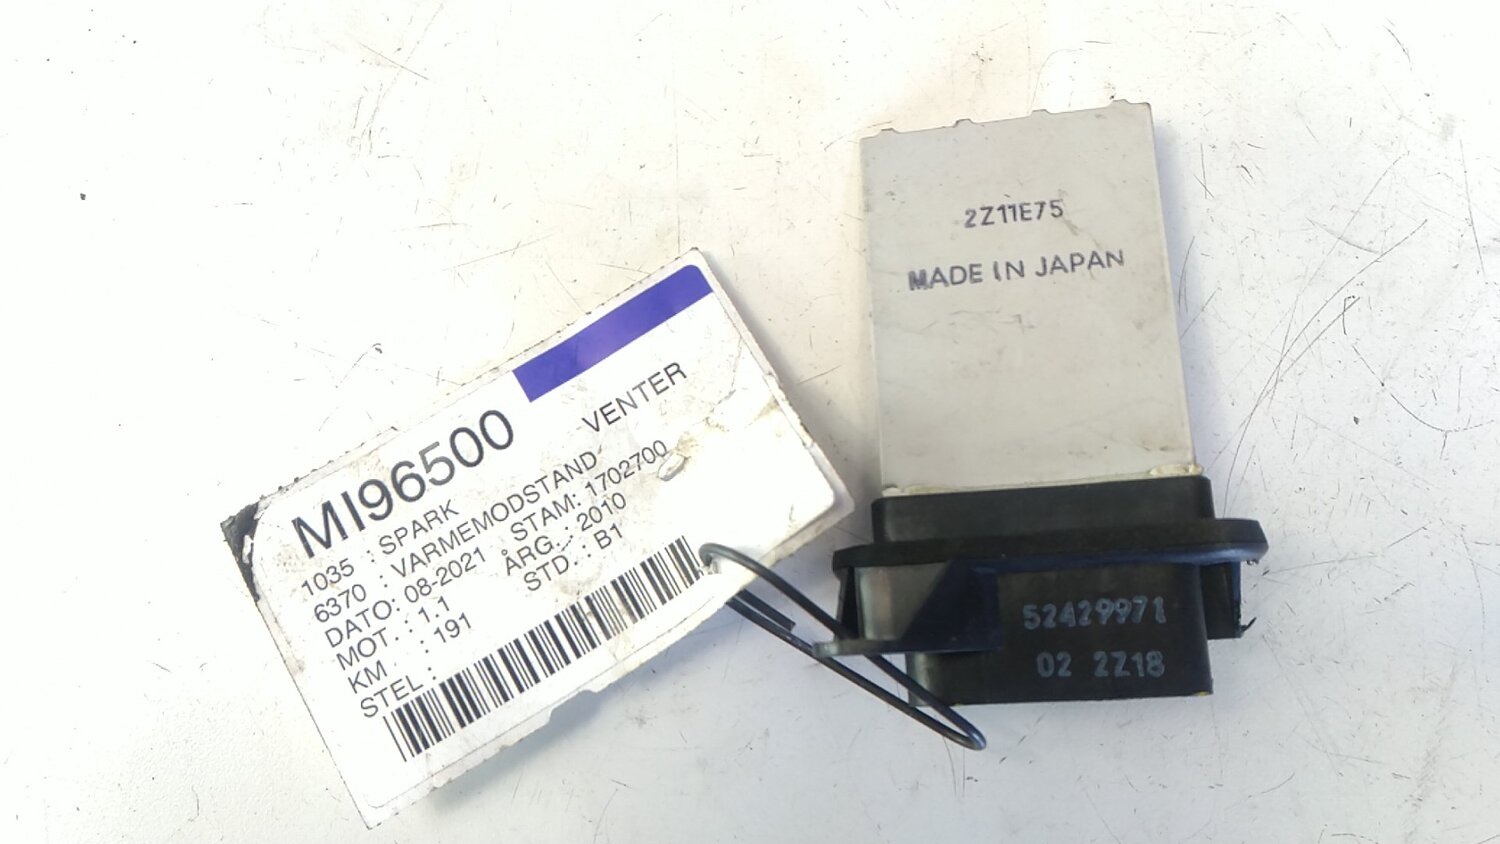 MI96500
VENTER
1035 : SPARK
6370 : VARMEMODSTAND
DATO: 08-2021 STAM: 1702700
MOT. : 1.1 ÅRG. : 2010
KM : 191 STD. : B1
STEL :
2Z11E75
MADE IN JAPAN
52429971
02 2Z18